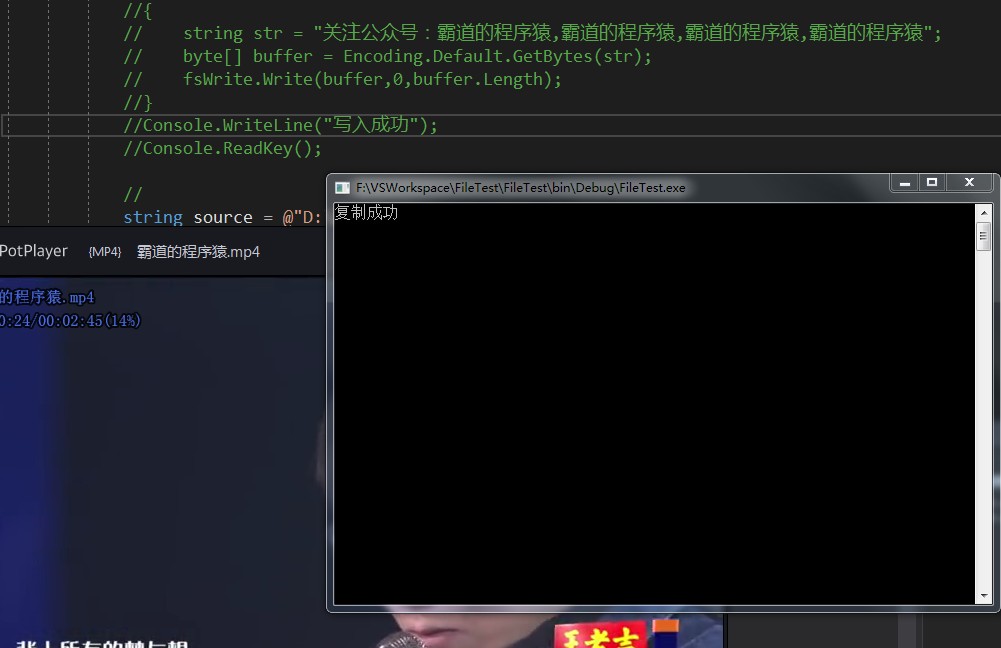 //{
//    string str = "关注公众号：霸道的程序猿,霸道的程序猿,霸道的程序猿,霸道的程序猿";
//    byte[] buffer = Encoding.Default.GetBytes(str);
//    fsWrite.Write(buffer,0,buffer.Length);
//}
//Console.WriteLine("写入成功");
//Console.ReadKey();
//
string source = @"D:
F:\VSWorkspace\FileTest\FileTest\bin\Debug\FileTest.exe
复制成功
PotPlayer {MP4} 霸道的程序猿.mp4
的程序猿.mp4
0:24/00:02:45(14%)
王老吉